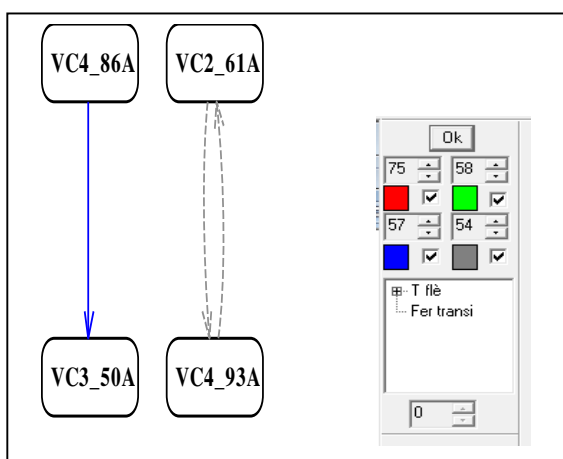 VC4_86A VC2_61A
Ok
75 58
57 54
T flè
Fer transi
0
VC3_50A VC4_93A